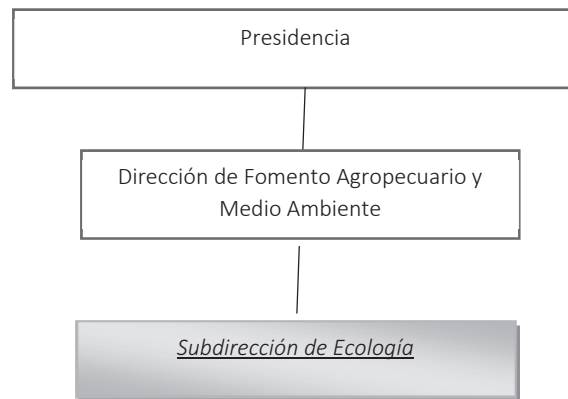 Presidencia
Dirección de Fomento Agropecuario y
Medio Ambiente
Subdirección de Ecología